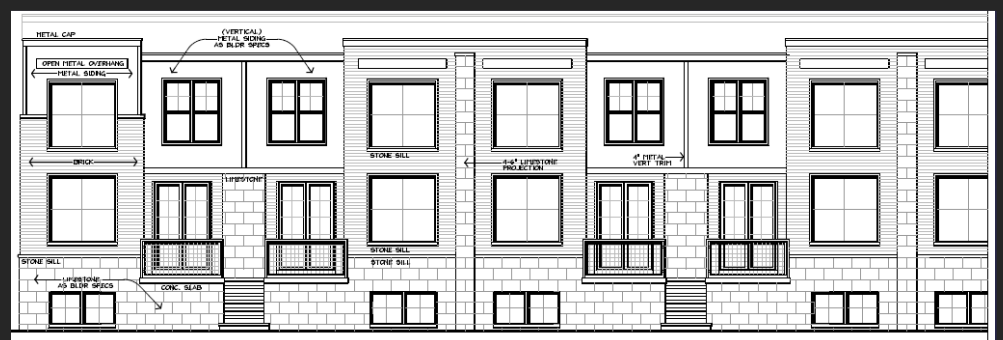 METAL CAP
(VERTICAL)
METAL SIDING
AS BLDR SPECS
OPEN METAL OVERHANG
METAL SIDING
BRICK
STONE SILL
4-6" LIMESTONE
PROJECTION
4" METAL
VERT TRIM
LIMESTONE
STONE SILL
STONE SILL
STONE SILL
LIMESTONE
AS BLDR SPECS
CONC. SLAB